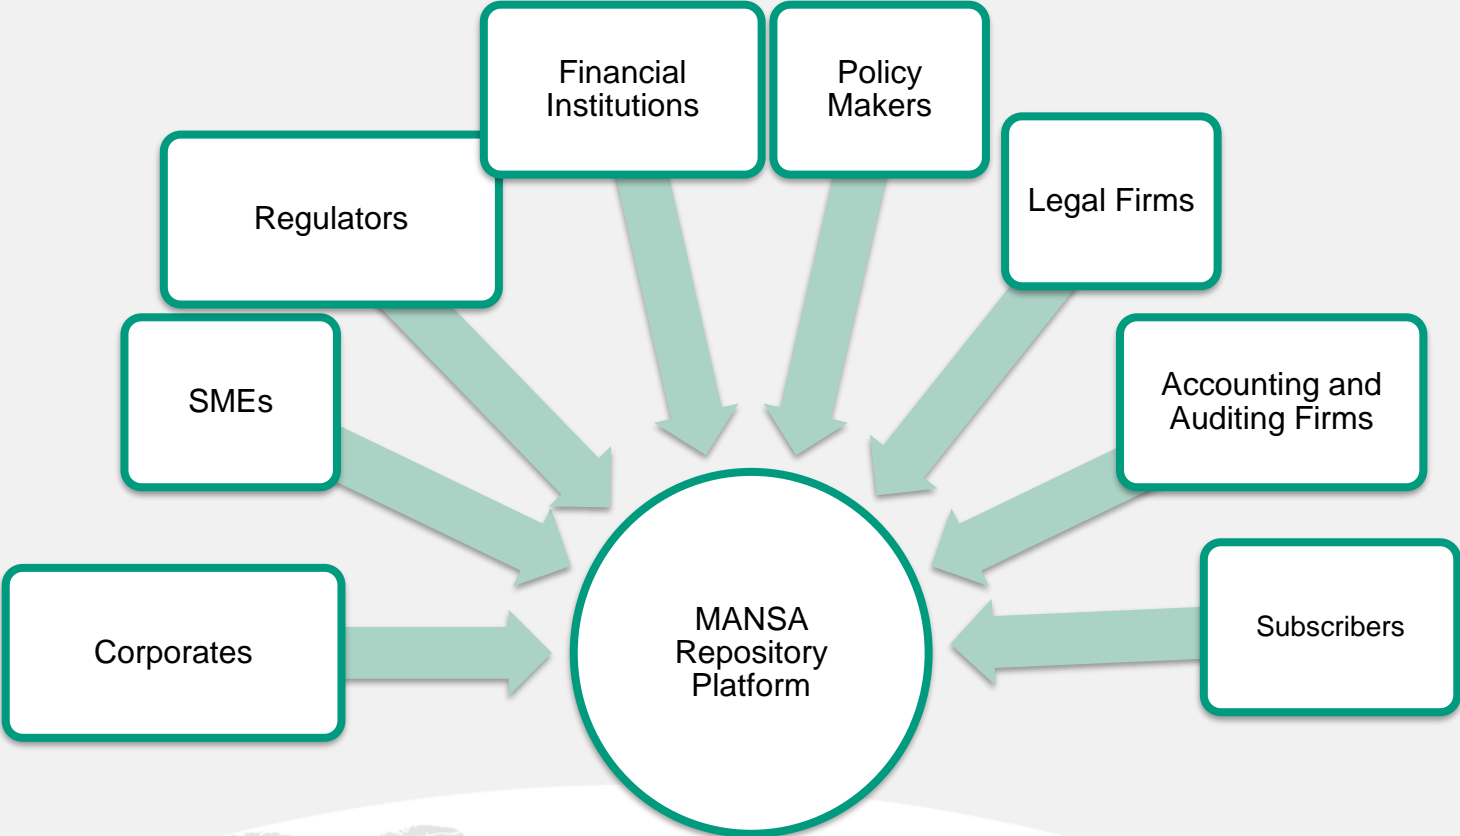 Financial
Institutions
Policy
Makers
Regulators
Legal Firms
SMEs
Accounting and
Auditing Firms
Corporates
MANSA
Repository
Platform
Subscribers